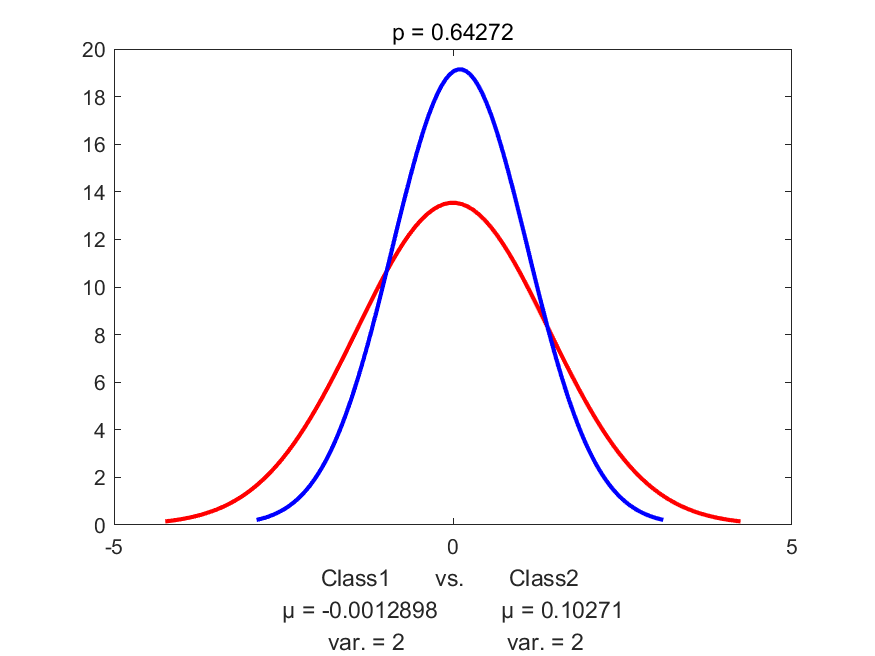 p = 0.64272
20
18
16
14
12
10
8
6
4
2
0
-5 0 5
Class1 vs. Class2
μ = -0.0012898 μ = 0.10271
var. = 2 var. = 2